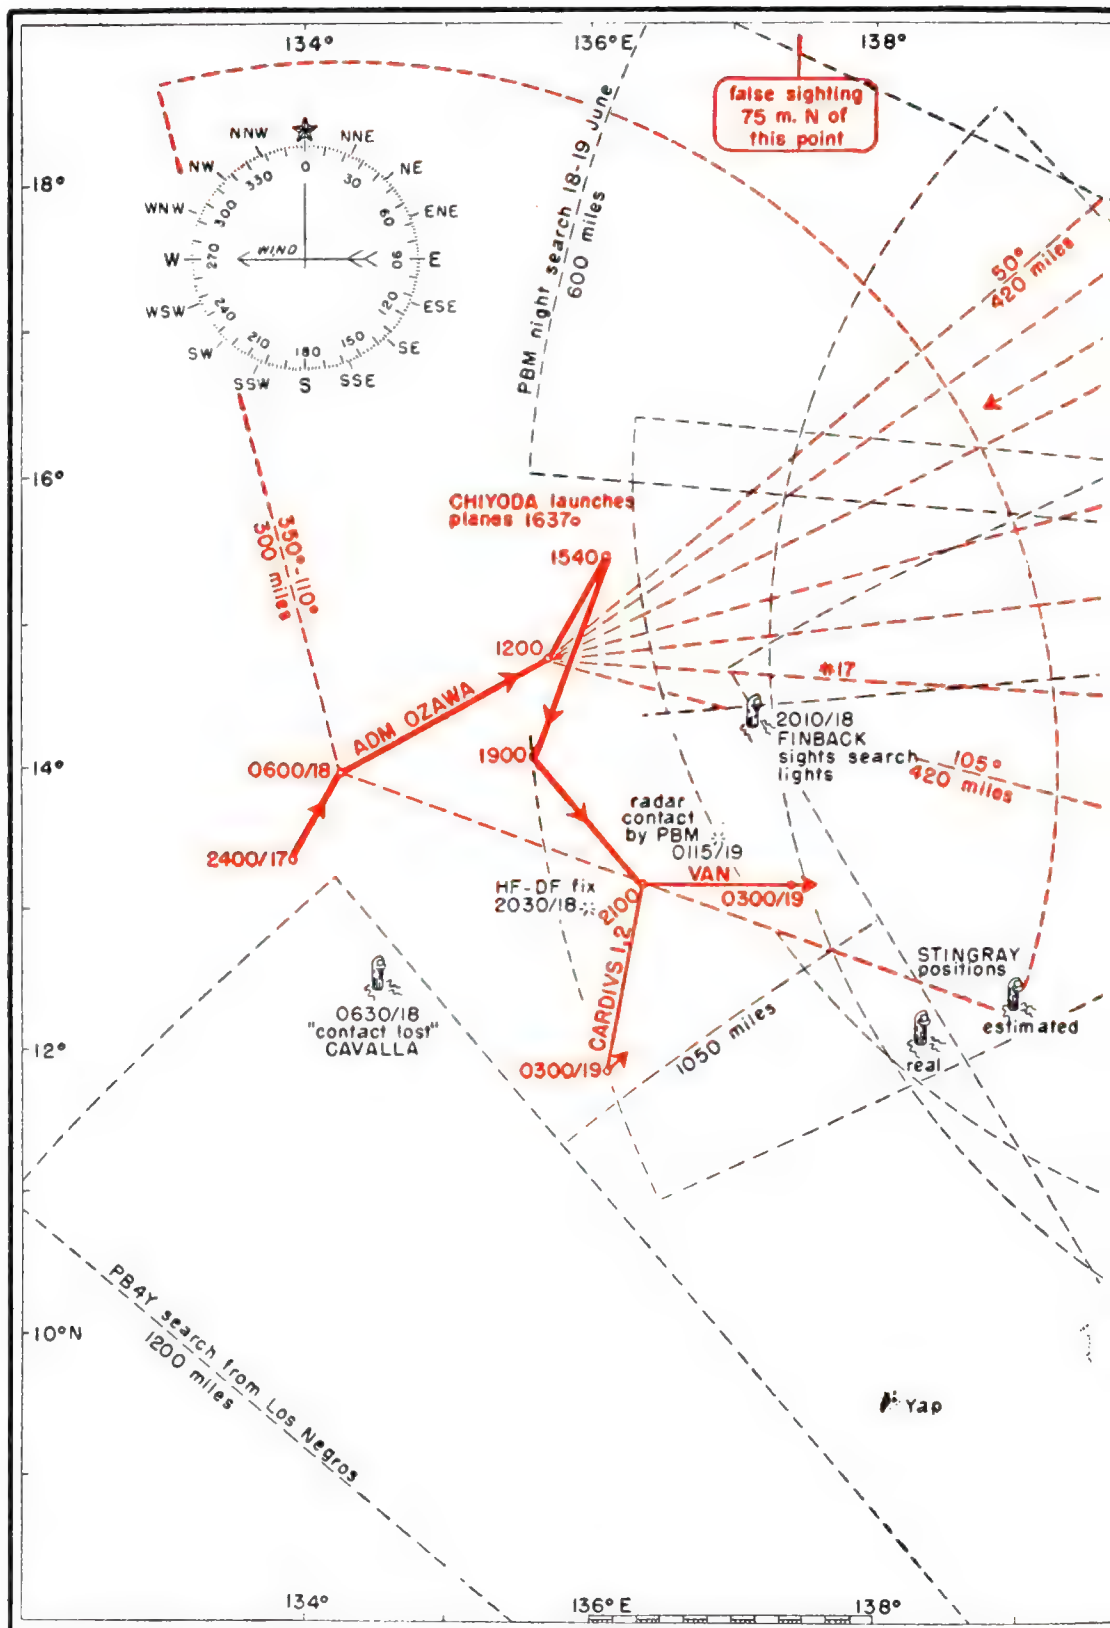 134°
136°E
138°
false sighting
75 m. N of
this point
NNW
NNE
NW
NE
WNW
ENE
W
E
WSW
ESE
SW
SE
SSW
S
SSE
0
30
60
90
120
150
180
210
240
270
300
330
WIND
18°
PBM night search 18-19 June
600 miles
50°
420 miles
16°
CHIYODA launches
planes 1637
1540
350°-110°
300 miles
1200
#17
ADM OZAWA
2010/18
FINBACK
sights search
lights
1900
14°
0600/18
105°
420 miles
radar
contact
by PBM
0115/19
2400/17
VAN
0300/19
HF-DF fix
2030/18
2100
CARDIVS 1,2
STINGRAY
positions
estimated
real
0630/18
"contact lost"
CAVALLA
12°
1050 miles
0300/19
PB4Y search from Los Negros
1200 miles
10°N
Yap
134°
136°E
138°